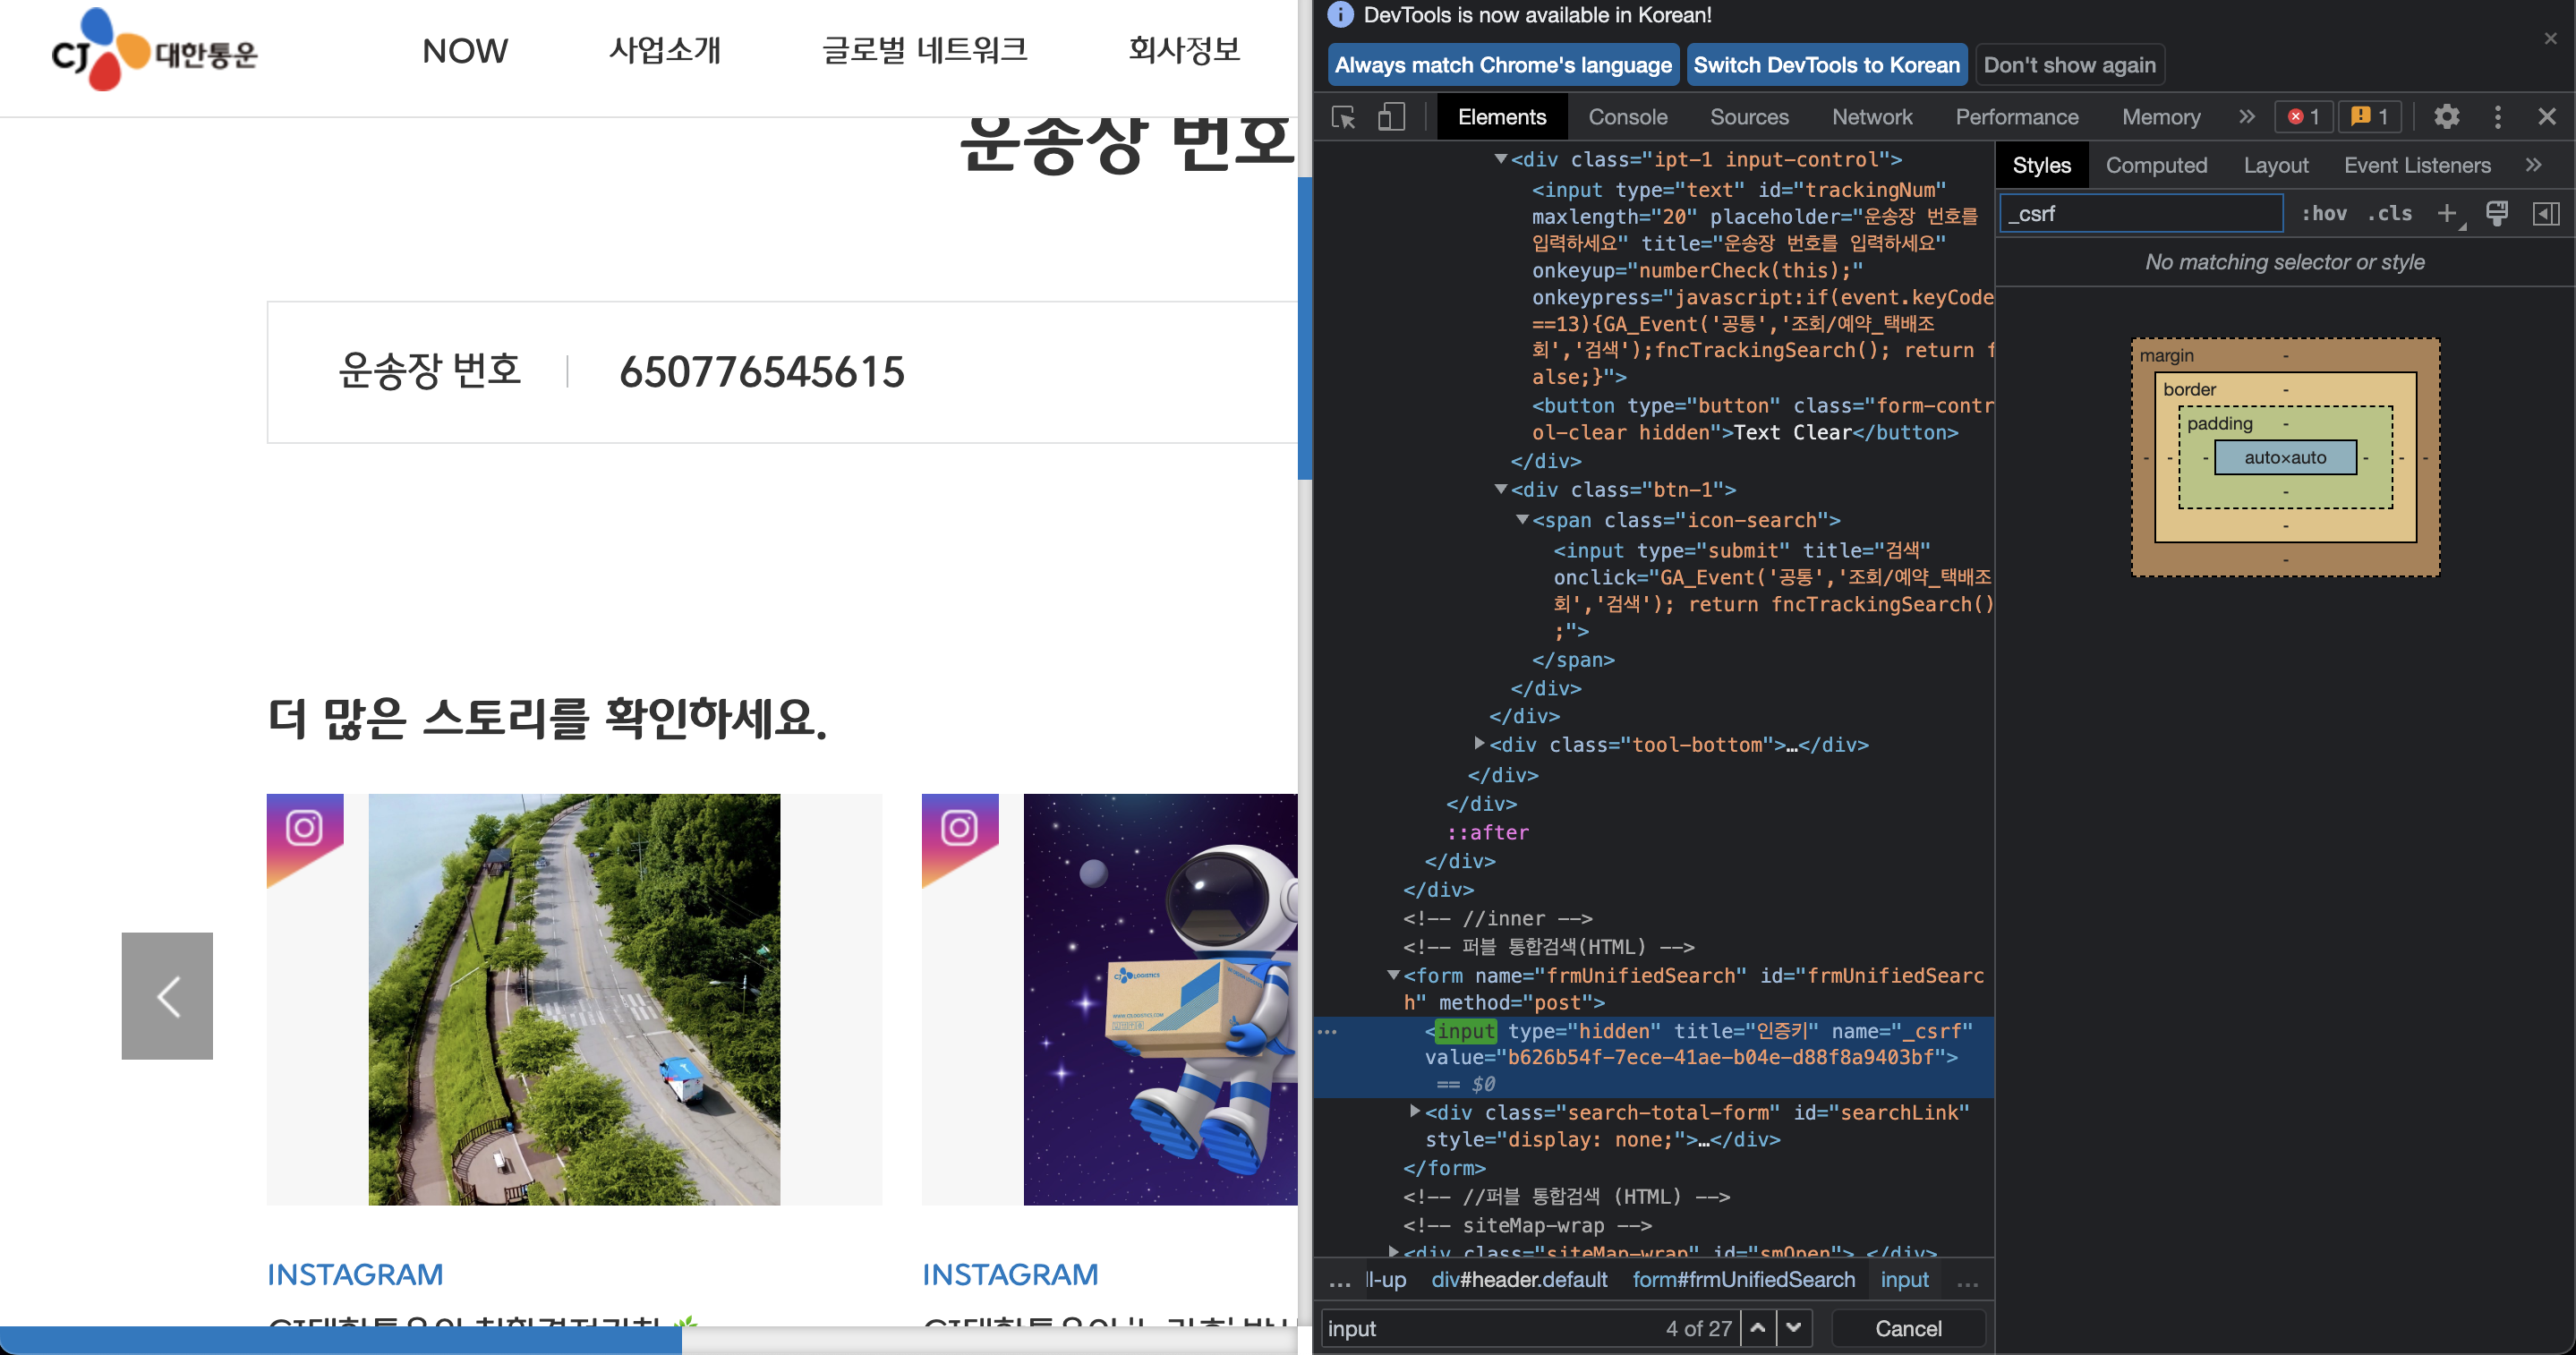 CJ 대한통운
NOW
사업소개
글로벌 네트워크
회사정보
운송장 번호
운송장 번호
650776545615
더 많은 스토리를 확인하세요.
CJ LOGISTICS
WWW.CJLOGISTICS.COM
INSTAGRAM
INSTAGRAM
DevTools is now available in Korean!
Always match Chrome's language
Switch DevTools to Korean
Don't show again
Elements
Console
Sources
Network
Performance
Memory
1
1
<div class="ipt-1 input-control">
<input type="text" id="trackingNum"
maxlength="20" placeholder="운송장 번호를
입력하세요" title="운송장 번호를 입력하세요"
onkeyup="numberCheck(this);"
onkeypress="javascript:if(event.keyCode
==13){GA_Event('공통','조회/예약_택배조
회','검색');fncTrackingSearch(); return f
alse;}">
<button type="button" class="form-contr
ol-clear hidden">Text Clear</button>
</div>
<div class="btn-1">
<span class="icon-search">
<input type="submit" title="검색"
onclick="GA_Event('공통','조회/예약_택배조
회','검색'); return fncTrackingSearch()
;">
</span>
</div>
</div>
<div class="tool-bottom">…</div>
</div>
</div>
::after
</div>
</div>
<!-- //inner -->
<!-- 퍼블 통합검색(HTML) -->
<form name="frmUnifiedSearch" id="frmUnifiedSearc
h" method="post">
<input type="hidden" title="인증키" name="_csrf"
value="b626b54f-7ece-41ae-b04e-d88f8a9403bf">
== $0
<div class="search-total-form" id="searchLink"
style="display: none;">…</div>
</form>
<!-- //퍼블 통합검색 (HTML) -->
<!-- siteMap-wrap -->
<div class="siteMap-wrap" id="smOpen"> </div>
... ll-up div#header.default form#frmUnifiedSearch input ...
input
4 of 27
Cancel
Styles
Computed
Layout
Event Listeners
_csrf
:hov
.cls
No matching selector or style
margin -
border -
padding -
- - - auto×auto - - -
-
-
-